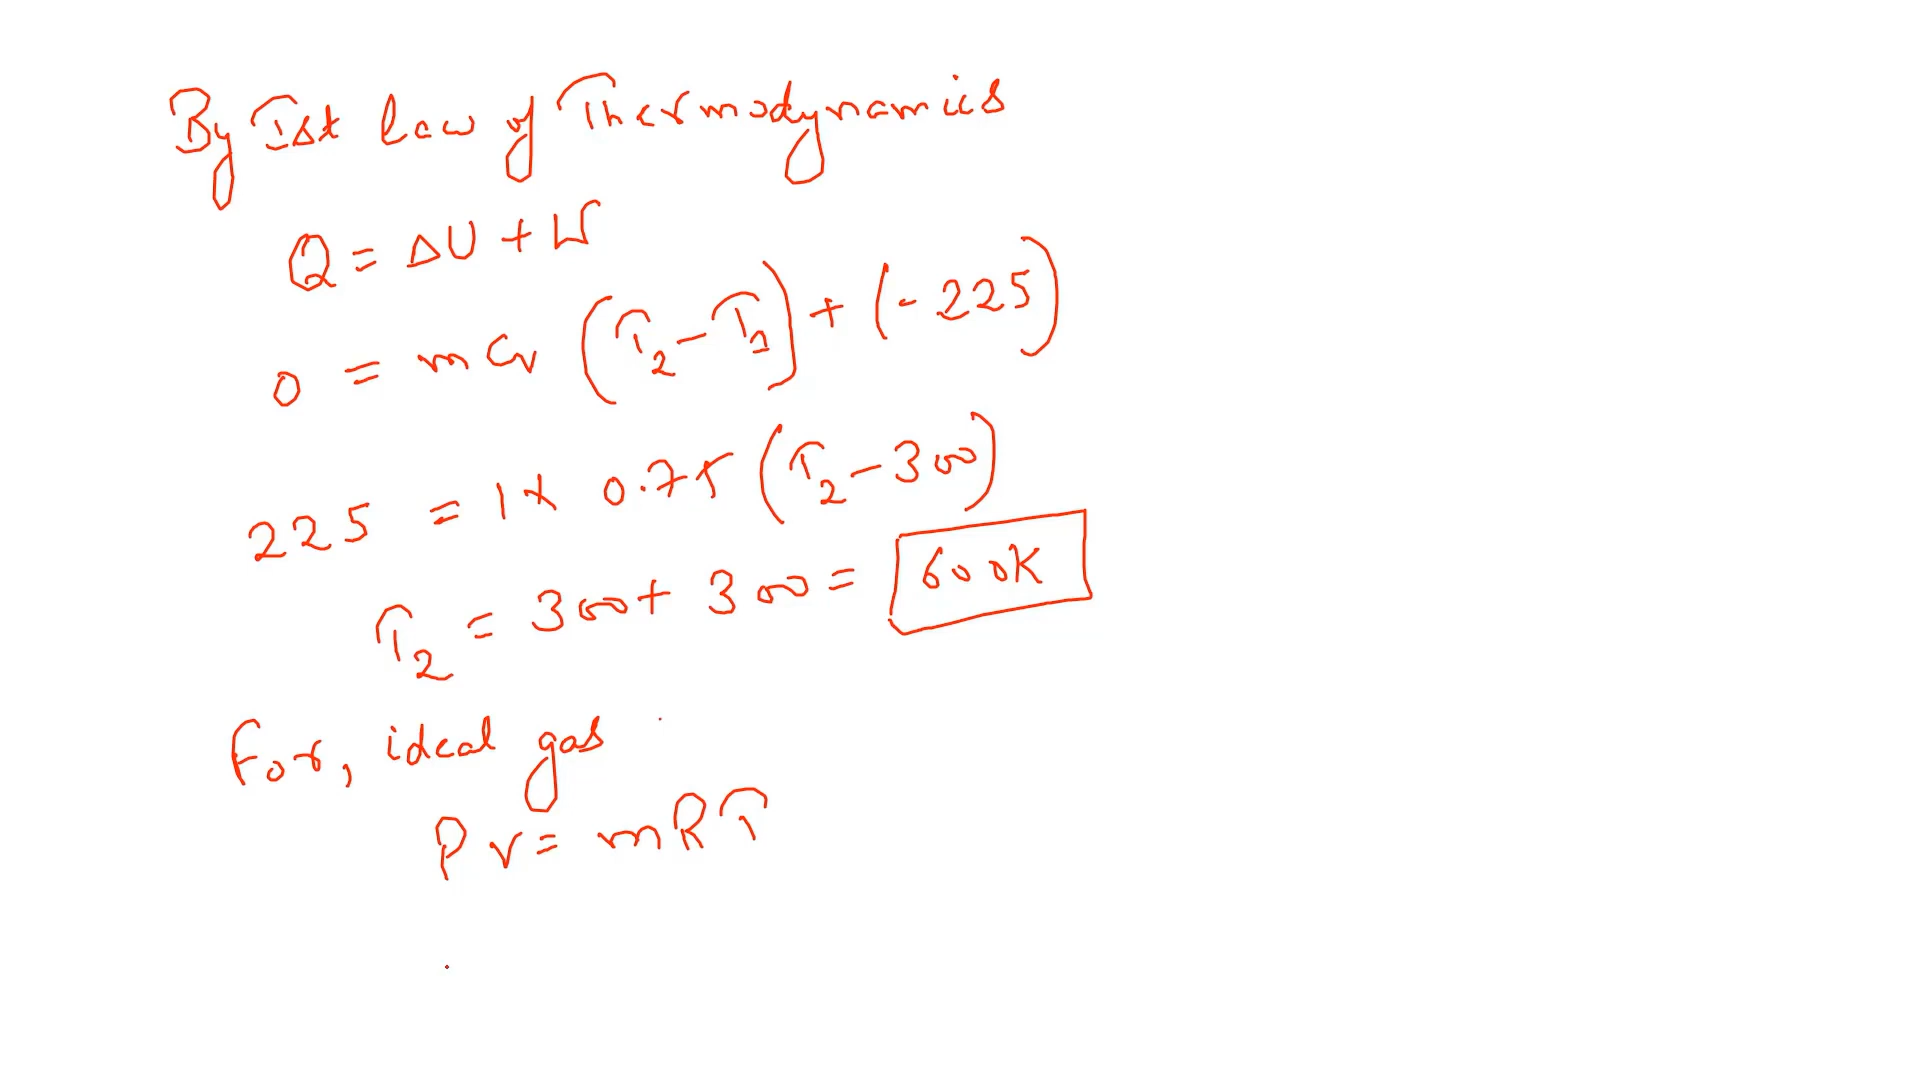 By Ist law of Thermodynamics
Q = ΔU + W
0 = m Cv (T2 - T1) + (- 225)
225 = 1 x 0.75 (T2 - 300)
T2 = 300 + 300 = 600K
For, ideal gas
PV = mRT